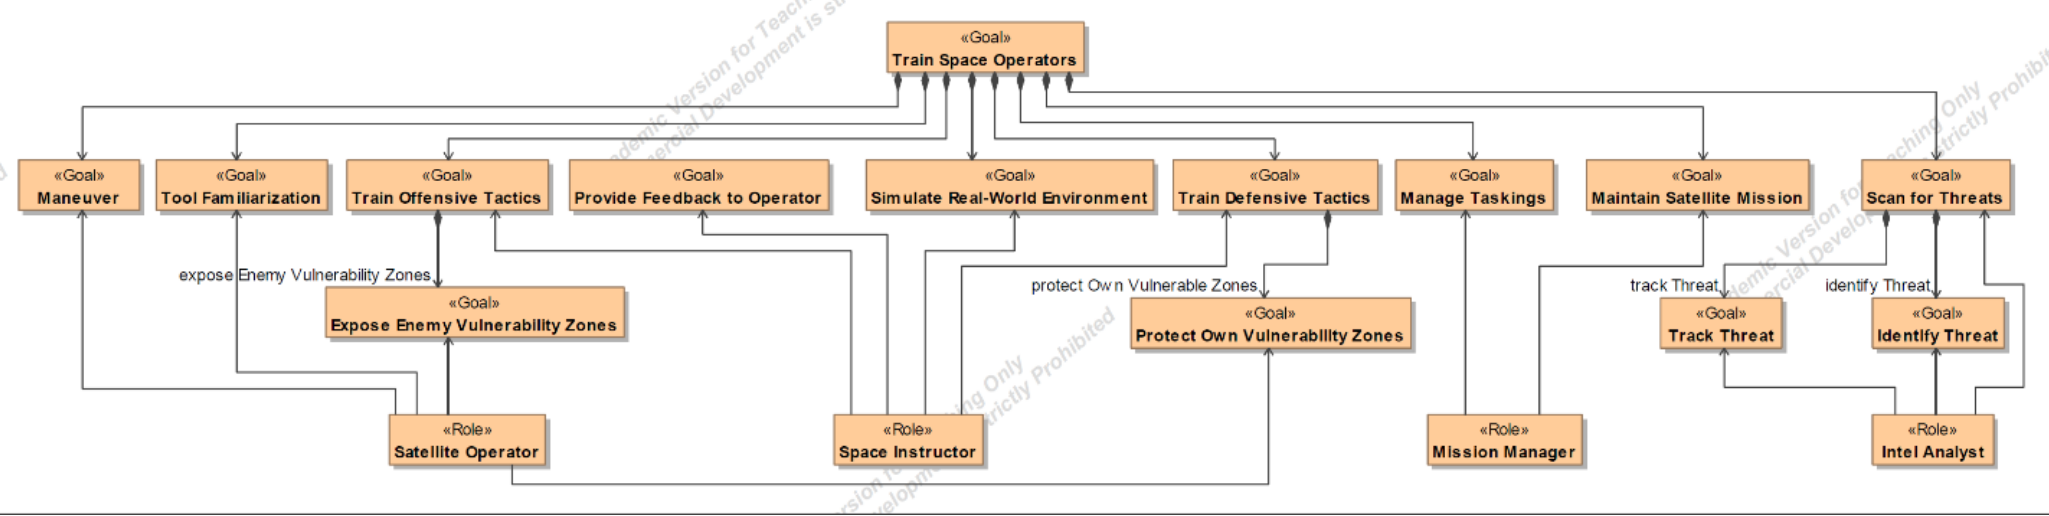 «Goal»
Train Space Operators
«Goal»
Maneuver
«Goal»
Tool Familiarization
«Goal»
Train Offensive Tactics
«Goal»
Provide Feedback to Operator
«Goal»
Simulate Real-World Environment
«Goal»
Train Defensive Tactics
«Goal»
Manage Taskings
«Goal»
Maintain Satellite Mission
«Goal»
Scan for Threats
expose Enemy Vulnerability Zones
protect Own Vulnerable Zones
track Threat
identify Threat
«Goal»
Expose Enemy Vulnerability Zones
«Goal»
Protect Own Vulnerability Zones
«Goal»
Track Threat
«Goal»
Identify Threat
«Role»
Satellite Operator
«Role»
Space Instructor
«Role»
Mission Manager
«Role»
Intel Analyst